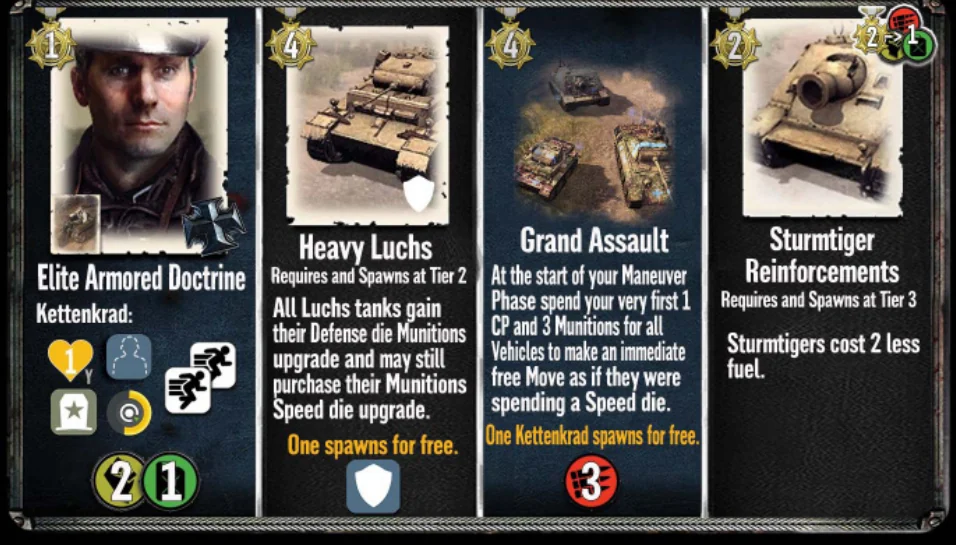 1
Elite Armored Doctrine
Kettenkrad:
1
Y
2 1
4
Heavy Luchs
Requires and Spawns at Tier 2
All Luchs tanks gain
their Defense die Munitions
upgrade and may still
purchase their Munitions
Speed die upgrade.
One spawns for free.
4
Grand Assault
At the start of your Maneuver
Phase spend your very first 1
CP and 3 Munitions for all
Vehicles to make an immediate
free Move as if they were
spending a Speed die.
One Kettenkrad spawns for free.
3
2
2 1
Sturmtiger
Reinforcements
Requires and Spawns at Tier 3
Sturmtigers cost 2 less
fuel.